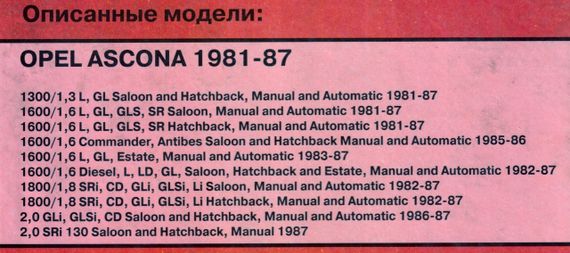 Описанные модели:
OPEL ASCONA 1981-87
1300/1,3 L, GL Saloon and Hatchback, Manual and Automatic 1981-87
1600/1,6 L, GL, GLS, SR Saloon, Manual and Automatic 1981-87
1600/1,6 L, GL, GLS, SR Hatchback, Manual and Automatic 1981-87
1600/1,6 Commander, Antibes Saloon and Hatchback Manual and Automatic 1985-86
1600/1,6 L, GL, Estate, Manual and Automatic 1983-87
1600/1,6 Diesel, L, LD, GL, Saloon, Hatchback and Estate, Manual and Automatic 1982-87
1800/1,8 SRi, CD, GLi, GLSi, Li Saloon, Manual and Automatic 1982-87
1800/1,8 SRi, CD, GLi, GLSi, Li Hatchback, Manual and Automatic 1982-87
2,0 GLi, GLSi, CD Saloon and Hatchback, Manual and Automatic 1986-87
2,0 SRi 130 Saloon and Hatchback, Manual 1987